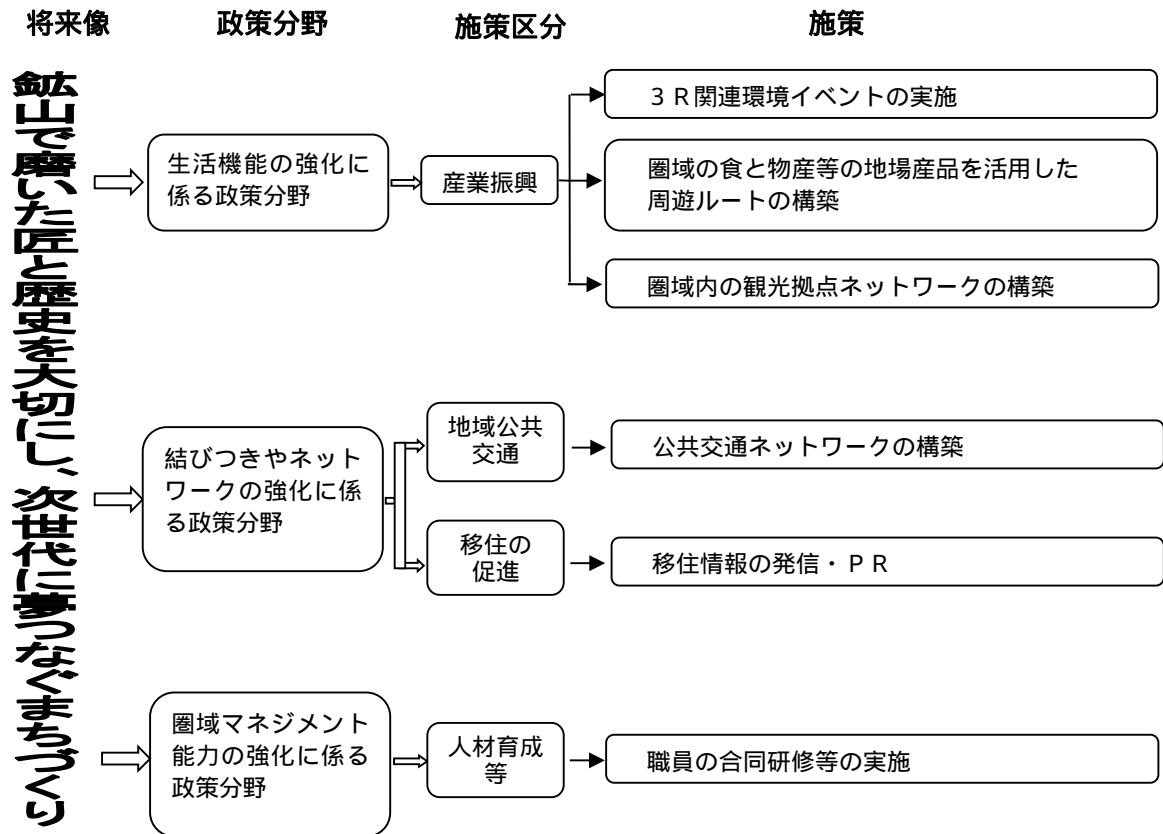 将来像 政策分野 施策区分 施策
鉱山で磨いた匠と歴史を大切にし、次世代に夢つなぐまちづくり
生活機能の強化に
係る政策分野
産業振興
３Ｒ関連環境イベントの実施
圏域の食と物産等の地場産品を活用した
周遊ルートの構築
圏域内の観光拠点ネットワークの構築
結びつきやネット
ワークの強化に係
る政策分野
地域公共
交通
公共交通ネットワークの構築
移住の
促進
移住情報の発信・ＰＲ
圏域マネジメント
能力の強化に係る
政策分野
人材育成
等
職員の合同研修等の実施